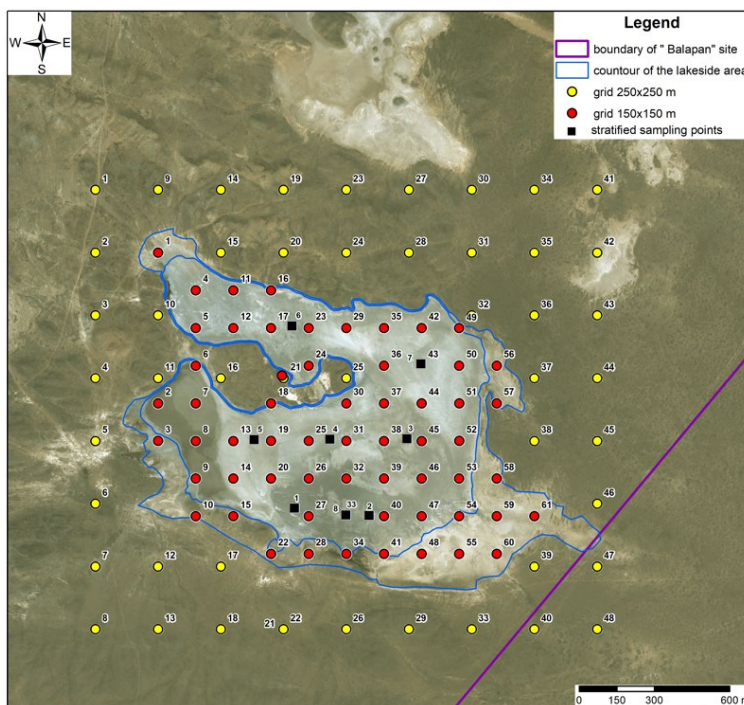 N
W E
S
Legend
boundary of " Balapan" site
countour of the lakeside area
grid 250x250 m
grid 150x150 m
stratified sampling points
1 9 14 19 23 27 30 34 41
2 1 15 20 24 28 31 35 42
4 11 16
3 10 5 12 17 6 23 29 35 42 49 32 36 43
6 24 36 7 43 50 56
4 11 16 21 25 37 44
2 7 18 30 37 44 51 57
5 3 8 13 5 19 25 4 31 38 3 45 52 38 45
9 14 20 26 32 39 46 53 58
6 10 15 1 27 8 33 2 40 47 54 59 61 46
22 28 34 41 48 55 60
7 12 17 39 47
8 13 18 21 22 26 29 33 40 48
0 150 300 600 m